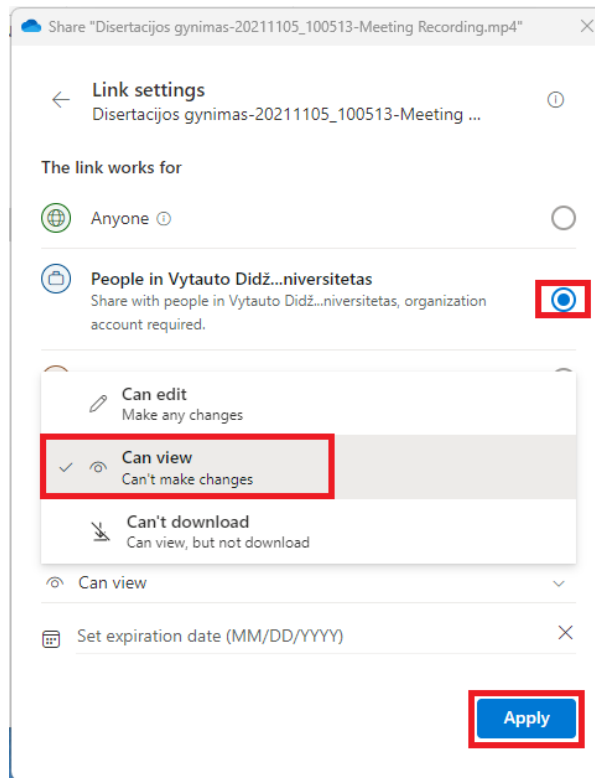 Share "Disertacijos gynimas-20211105_100513-Meeting Recording.mp4"
Link settings
Disertacijos gynimas-20211105_100513-Meeting ...
The link works for
Anyone
People in Vytauto Didž...niversitetas
Share with people in Vytauto Didž...niversitetas, organization
account required.
Can edit
Make any changes
Can view
Can't make changes
Can't download
Can view, but not download
Can view
Set expiration date (MM/DD/YYYY)
Apply